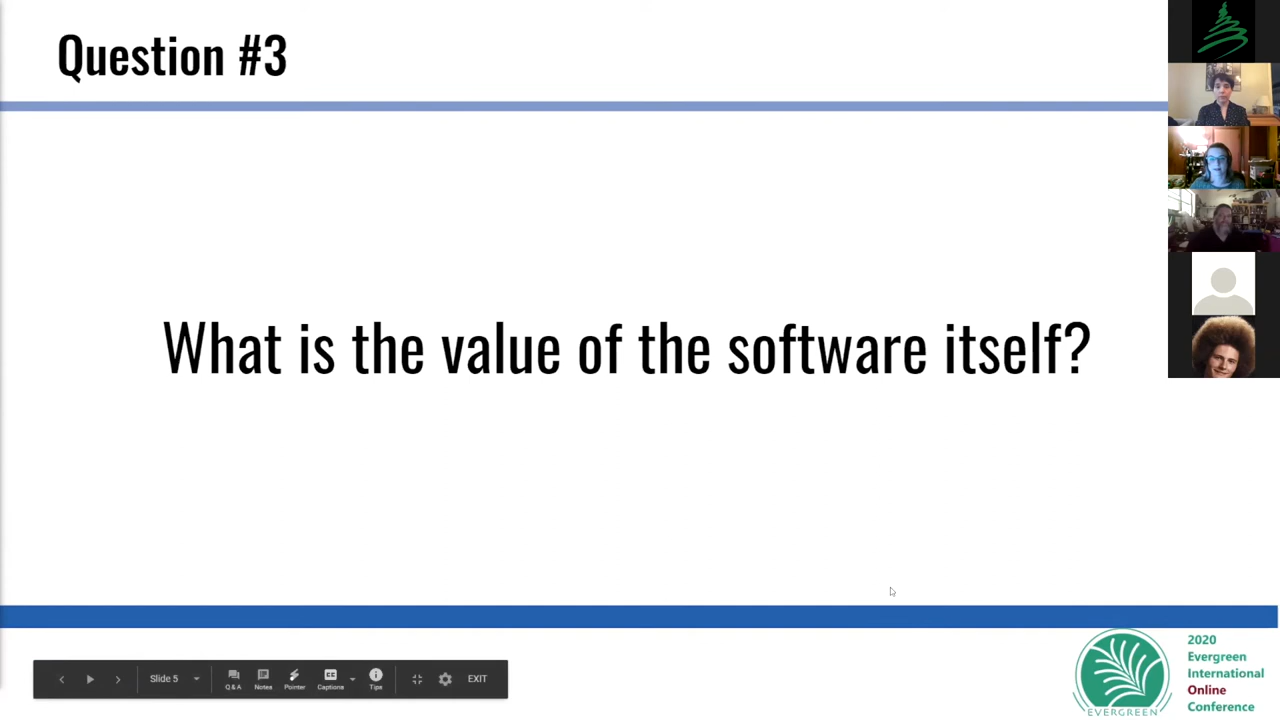 Question #3
What is the value of the software itself?
Slide 5
Q & A
Notes
Pointer
Captions
Tips
EXIT
EVERGREEN
2020
Evergreen
International
Online
Conference